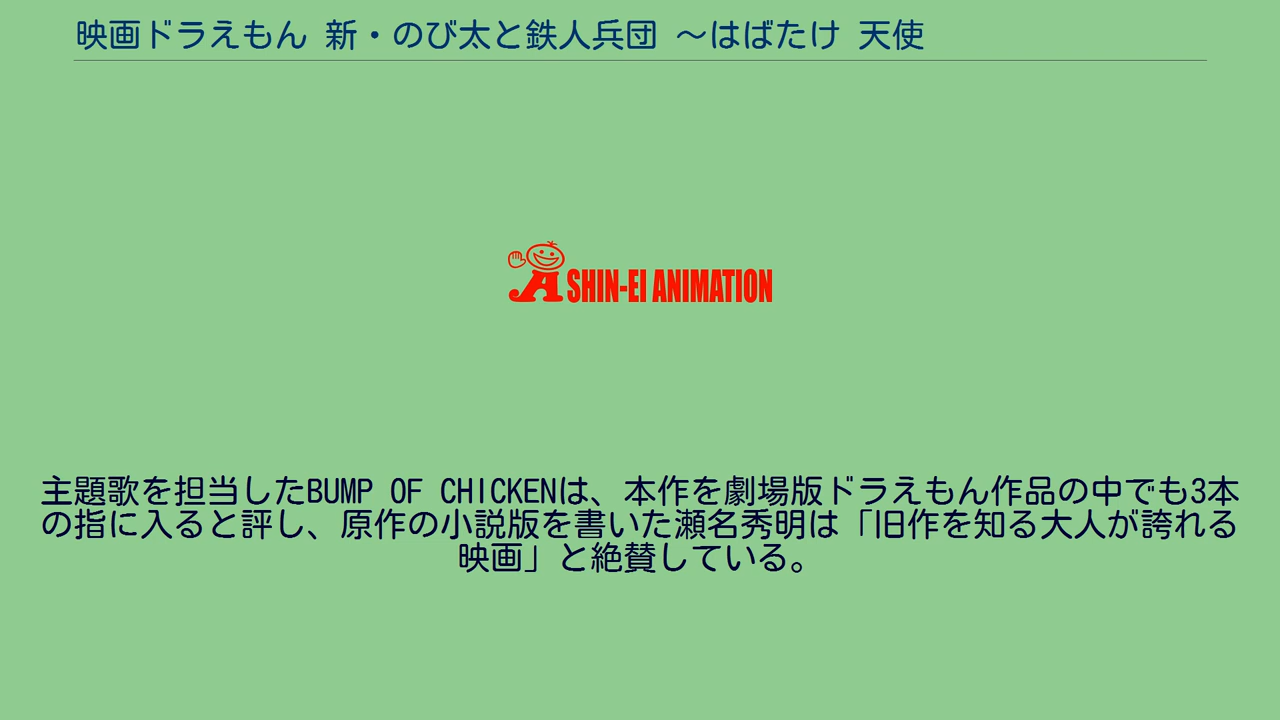 映画ドラえもん 新・のび太と鉄人兵団 〜はばたけ 天使
SHIN-EI ANIMATION
主題歌を担当したBUMP OF CHICKENは、本作を劇場版ドラえもん作品の中でも3本
の指に入ると評し、原作の小説版を書いた瀬名秀明は「旧作を知る大人が誇れる
映画」と絶賛している。